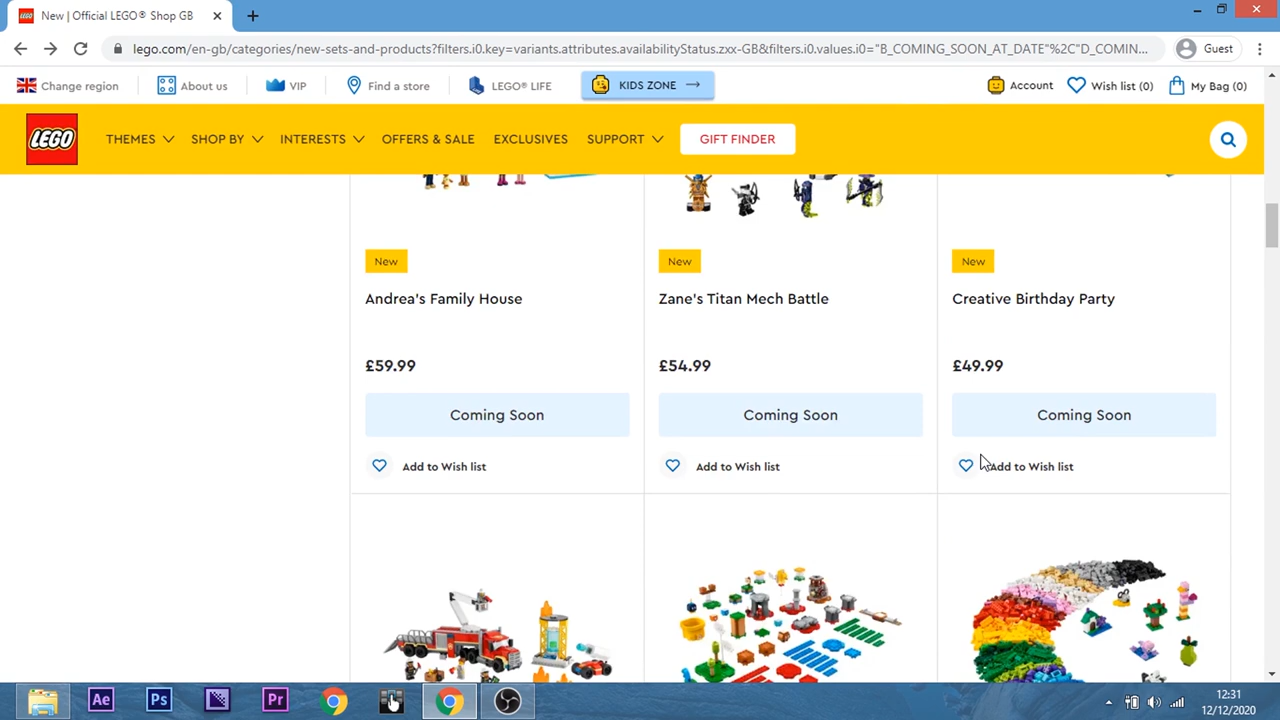 New | Official LEGO® Shop GB
lego.com/en-gb/categories/new-sets-and-products?filters.i0.key=variants.attributes.availabilityStatus.zxx-GB&filters.i0.values.i0="B_COMING_SOON_AT_DATE"%2C"D_COMIN...
Guest
Change region
About us
VIP
Find a store
LEGO® LIFE
KIDS ZONE
Account
Wish list (0)
My Bag (0)
LEGO
THEMES
SHOP BY
INTERESTS
OFFERS & SALE
EXCLUSIVES
SUPPORT
GIFT FINDER
New
New
New
Andrea's Family House
Zane's Titan Mech Battle
Creative Birthday Party
£59.99
£54.99
£49.99
Coming Soon
Coming Soon
Coming Soon
Add to Wish list
Add to Wish list
Add to Wish list
Ae
Ps
Pr
12:31
12/12/2020